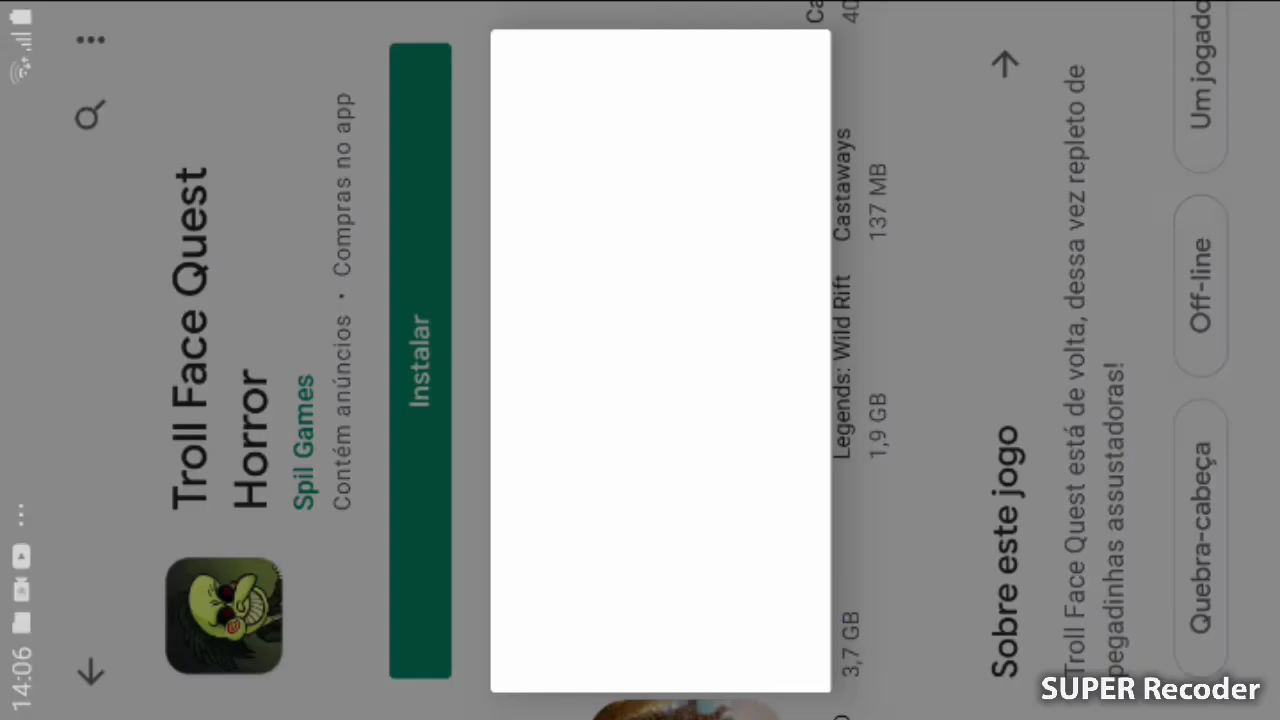 14:06
Troll Face Quest
Horror
Spil Games
Contém anúncios • Compras no app
Instalar
Legends: Wild Rift
Castaways
3,7 GB
1,9 GB
137 MB
Sobre este jogo
Troll Face Quest está de volta, dessa vez repleto de
pegadinhas assustadoras!
Quebra-cabeça
Off-line
Um jogado
SUPER Recoder